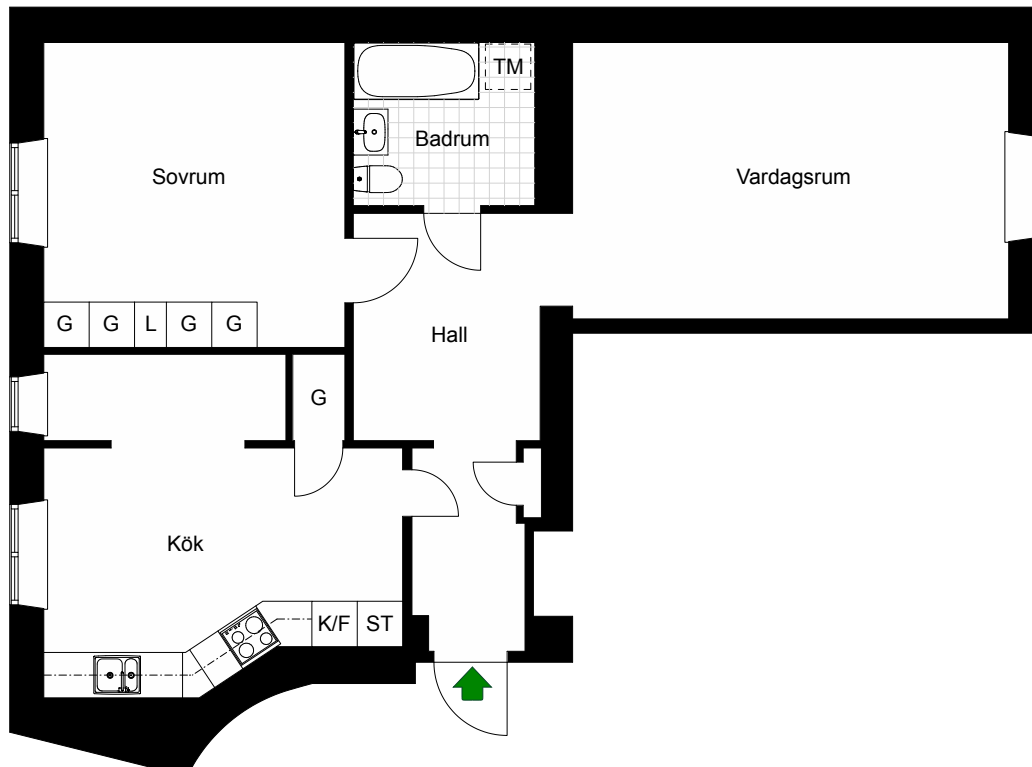 TM
Badrum
Sovrum
Vardagsrum
G G L G G
Hall
G
Kök
K/F ST